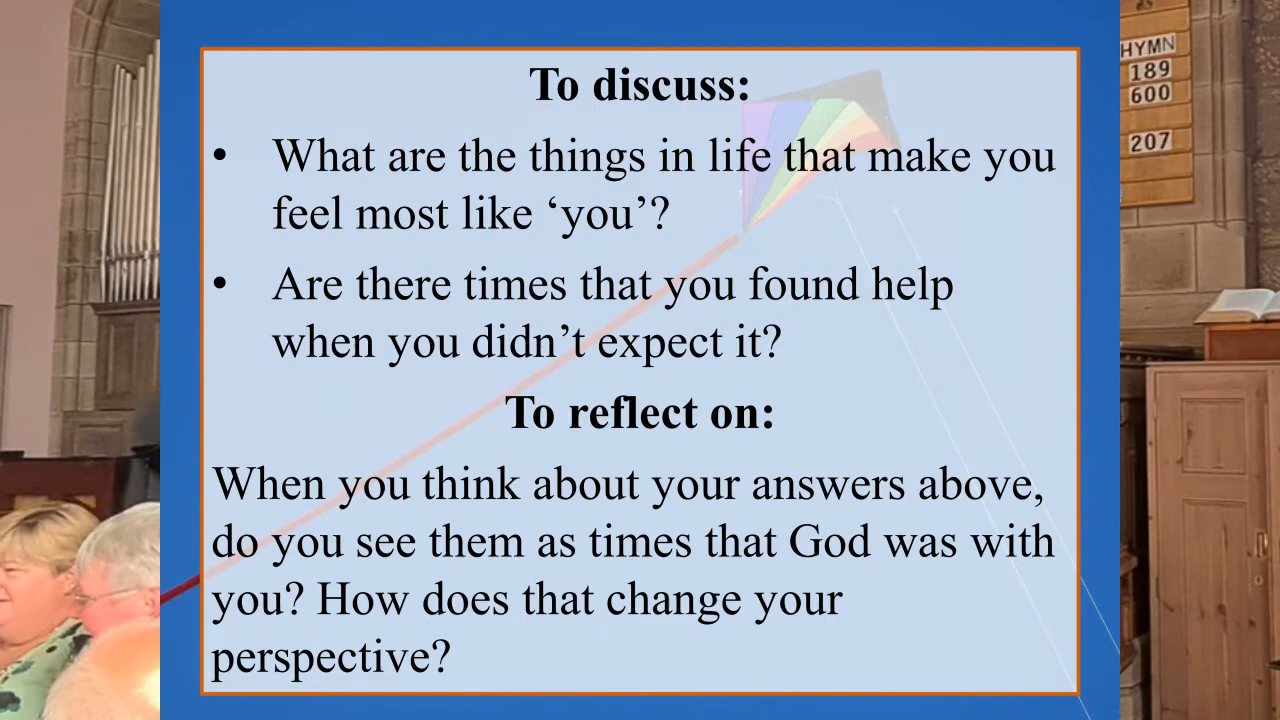 To discuss:
• What are the things in life that make you
feel most like ‘you’?
• Are there times that you found help
when you didn’t expect it?
To reflect on:
When you think about your answers above,
do you see them as times that God was with
you? How does that change your
perspective?
HYMN
189
600
207